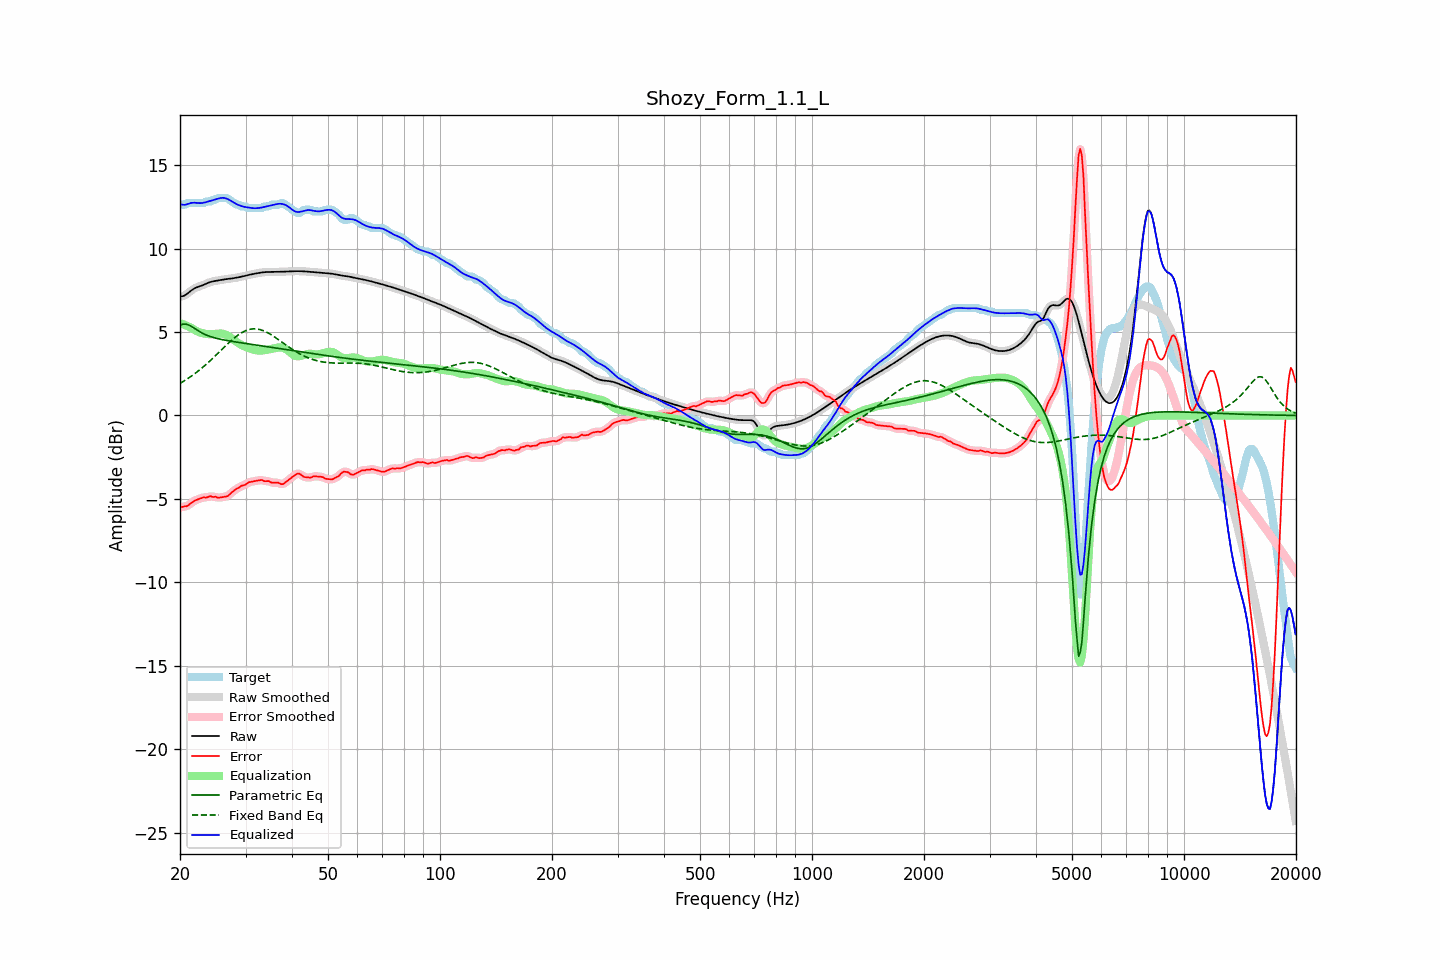 Shozy_Form_1.1_L
15
10
5
0
−5
−10
−15
−20
−25
Amplitude (dBr)
Target
Raw Smoothed
Error Smoothed
Raw
Error
Equalization
Parametric Eq
Fixed Band Eq
Equalized
20 50 100 200 500 1000 2000 5000 10000 20000
Frequency (Hz)